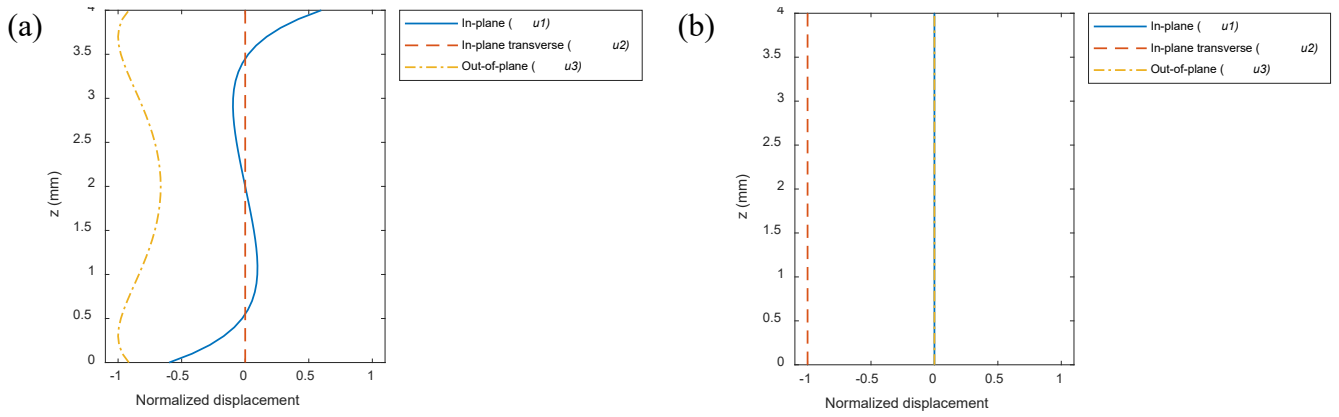 (a)
4
3.5
3
2.5
2
1.5
1
0.5
0
z (mm)
-1 -0.5 0 0.5 1
Normalized displacement
In-plane ( u1)
In-plane transverse ( u2)
Out-of-plane ( u3)
(b)
4
3.5
3
2.5
2
1.5
1
0.5
0
z (mm)
-1 -0.5 0 0.5 1
Normalized displacement
In-plane ( u1)
In-plane transverse ( u2)
Out-of-plane ( u3)